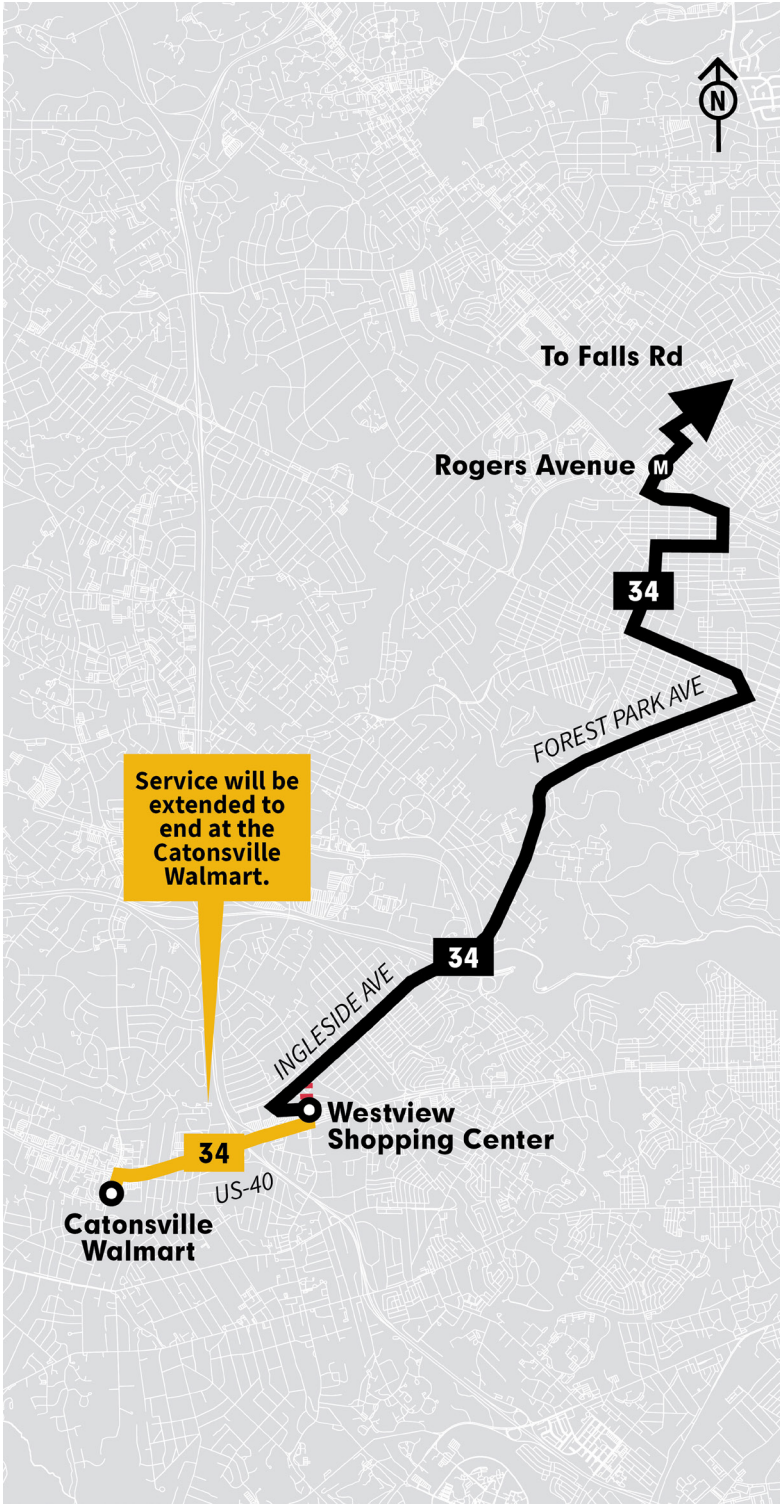 N
To Falls Rd
Rogers Avenue M
34
FOREST PARK AVE
Service will be
extended to
end at the
Catonsville
Walmart.
34
INGLESIDE AVE
Westview
Shopping Center
34
US-40
Catonsville
Walmart